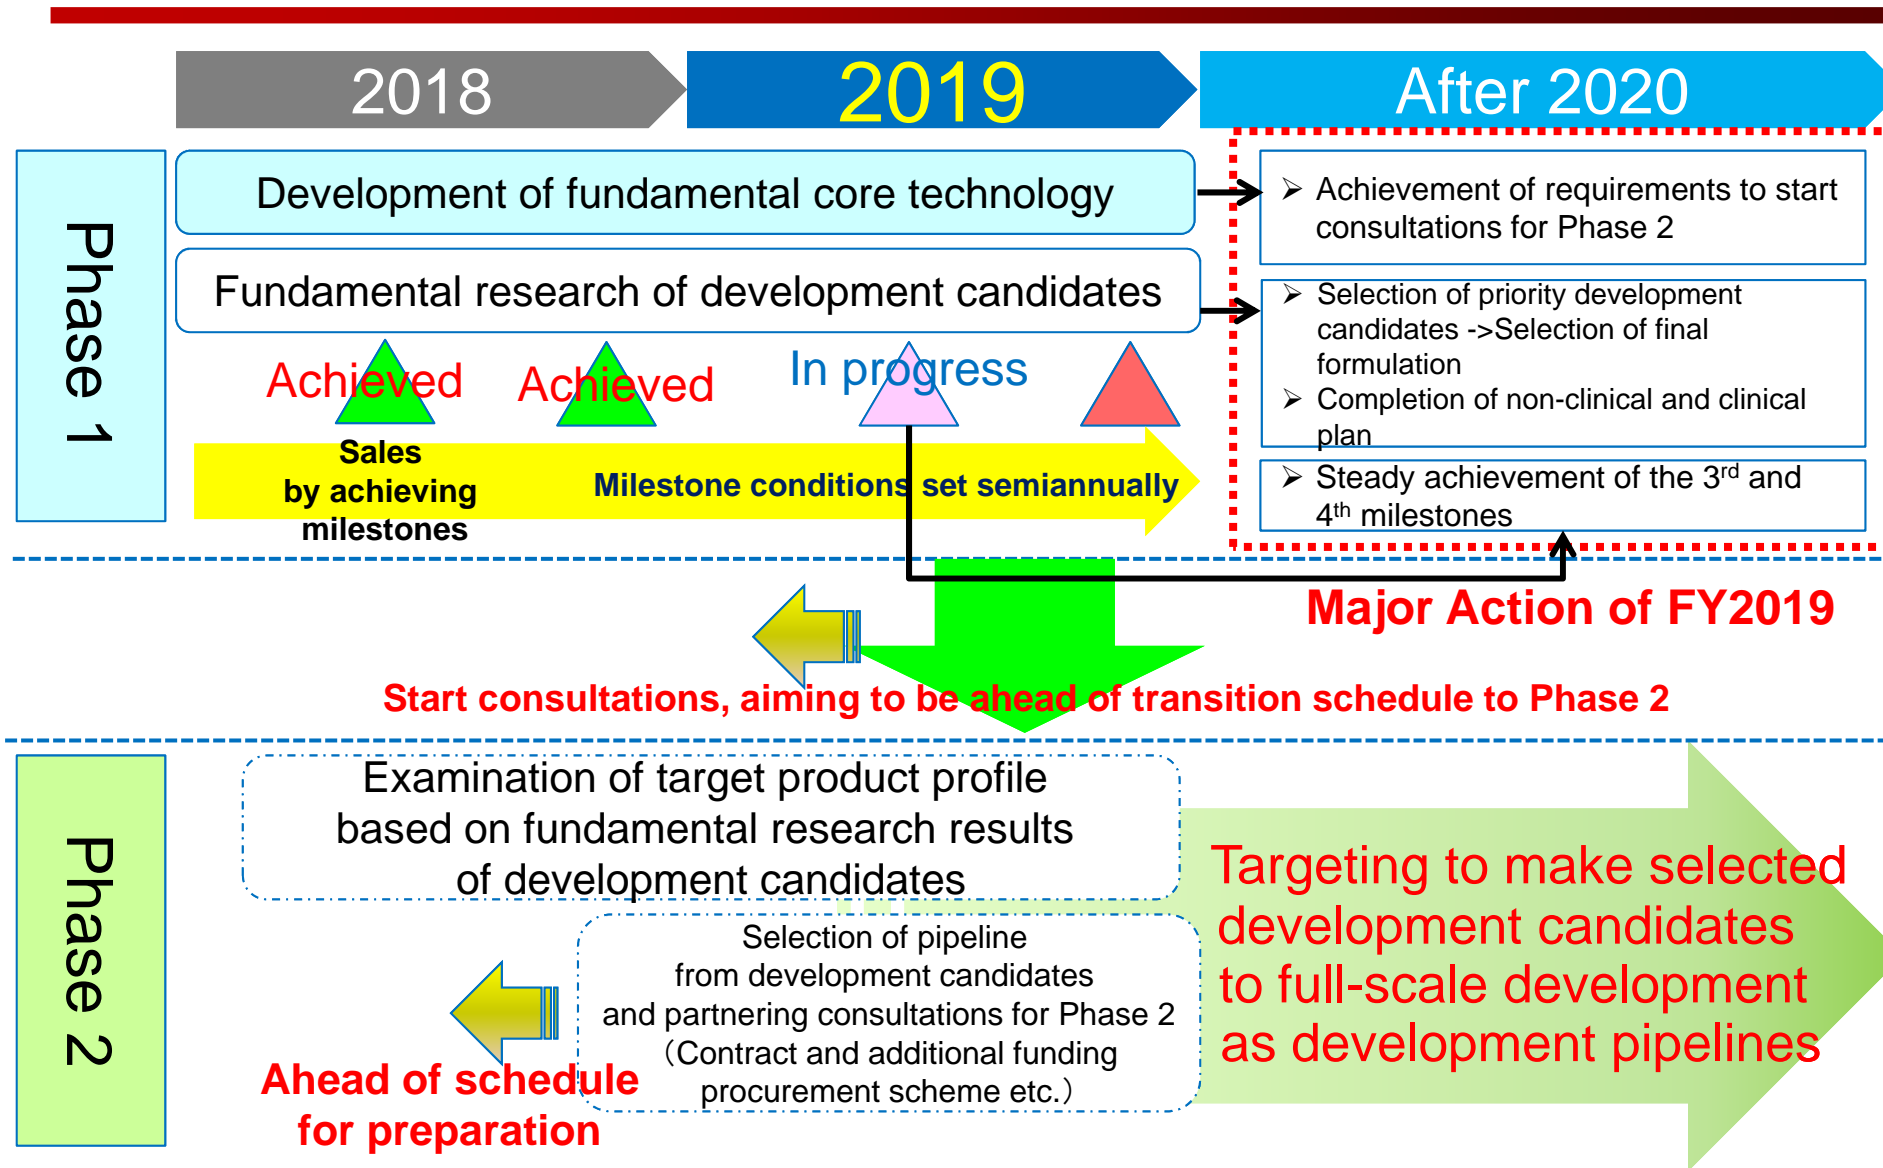 2018
2019
After 2020
Phase 1
Development of fundamental core technology
Fundamental research of development candidates
Achieved
Achieved
In progress
Sales
by achieving
milestones
Milestone conditions set semiannually
➢ Achievement of requirements to start
consultations for Phase 2
➢ Selection of priority development
candidates ->Selection of final
formulation
➢ Completion of non-clinical and clinical
plan
➢ Steady achievement of the 3rd and
4th milestones
Major Action of FY2019
Start consultations, aiming to be ahead of transition schedule to Phase 2
Phase 2
Examination of target product profile
based on fundamental research results
of development candidates
Selection of pipeline
from development candidates
and partnering consultations for Phase 2
（Contract and additional funding
procurement scheme etc.）
Ahead of schedule
for preparation
Targeting to make selected
development candidates
to full-scale development
as development pipelines